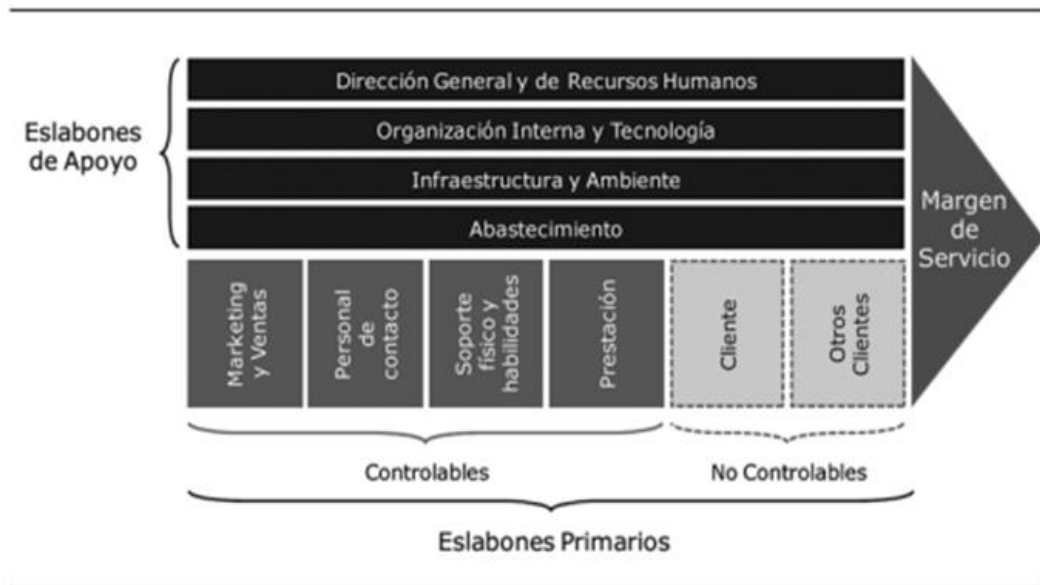 Dirección General y de Recursos Humanos
Eslabones
de Apoyo
Organización Interna y Tecnología
Infraestructura y Ambiente
Abastecimiento
Margen
de
Servicio
Marketing
y Ventas
Personal
de
contacto
Soporte
físico y
habilidades
Prestación
Cliente
Otros
Clientes
Controlables
No Controlables
Eslabones Primarios